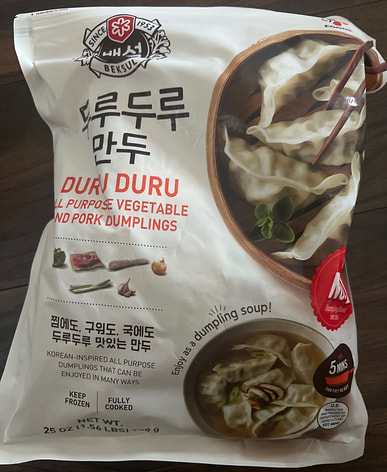 SINCE 1953
백설
BEKSUL
두루두루
만두
DURU DURU
ALL PURPOSE VEGETABLE
AND PORK DUMPLINGS
찜에도, 구워도, 국에도
두루두루 맛있는 만두
KOREAN-INSPIRED ALL PURPOSE
DUMPLINGS THAT CAN BE
ENJOYED IN MANY WAYS
KEEP FROZEN
FULLY COOKED
NET WT.
25 OZ (1.56 LBS)
Enjoy as a dumpling soup!
5 MINS